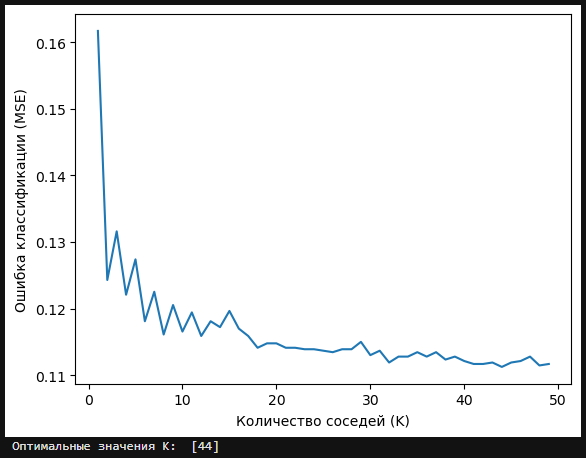 0.16
0.15
0.14
0.13
0.12
0.11
Ошибка классификации (MSE)
0 10 20 30 40 50
Количество соседей (K)
Оптимальные значения K: [44]